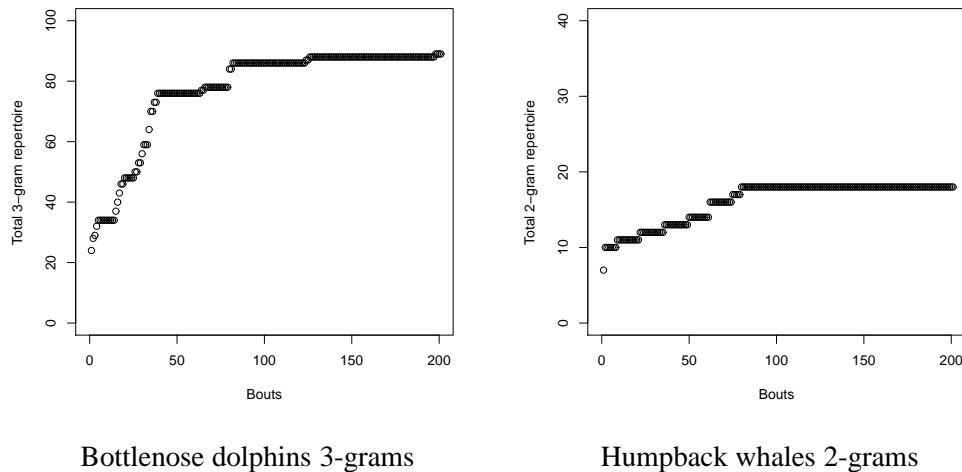 Total 3−gram repertoire
100
80
60
40
20
0
0 50 100 150 200
Bouts
Bottlenose dolphins 3-grams
Total 2−gram repertoire
40
30
20
10
0
0 50 100 150 200
Bouts
Humpback whales 2-grams